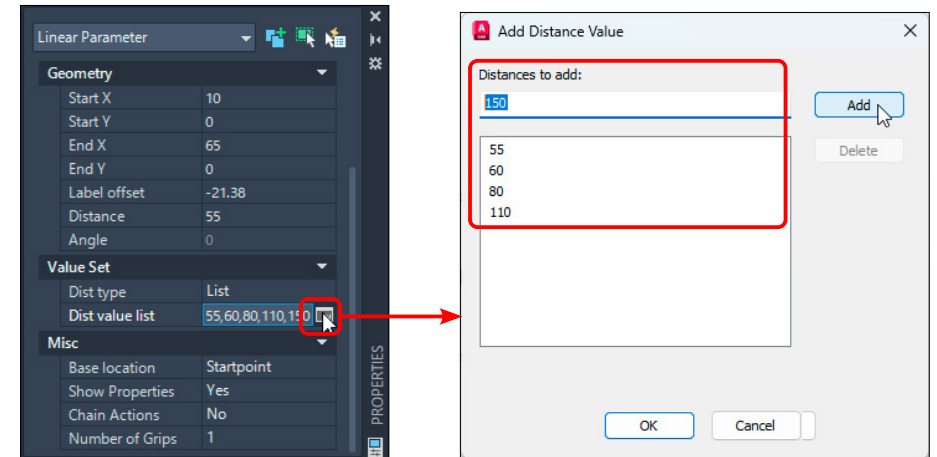 Linear Parameter
Geometry
Start X 10
Start Y 0
End X 65
End Y 0
Label offset -21.38
Distance 55
Angle 0
Value Set
Dist type List
Dist value list 55,60,80,110,150
Misc
Base location Startpoint
Show Properties Yes
Chain Actions No
Number of Grips 1
PROPERTIES
A CAD Add Distance Value
Distances to add:
150
Add
55
Delete
60
80
110
OK Cancel